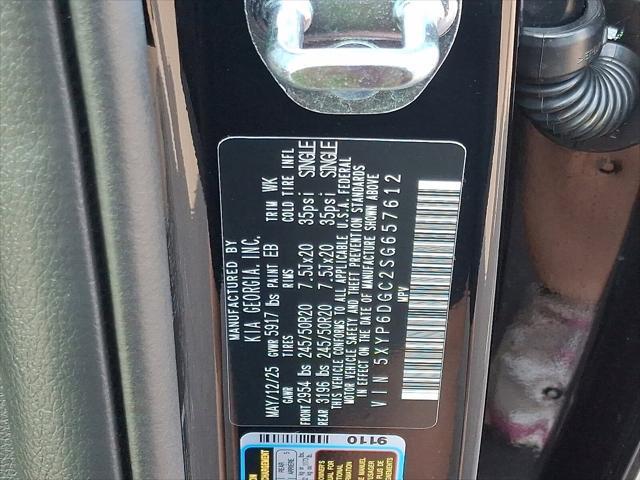 MANUFACTURED BY
KIA GEORGIA, INC.
MAY/12/25 GVWR 5917 lbs PAINT EB TRIM WK
GAWR TIRES RIMS COLD TIRE INFL
FRONT 2954 lbs 245/50R20 7.5Jx20 35psi SINGLE
REAR 3196 lbs 245/50R20 7.5Jx20 35psi SINGLE
THIS VEHICLE CONFORMS TO ALL APPLICABLE U.S.A. FEDERAL
MOTOR VEHICLE SAFETY AND THEFT PREVENTION STANDARDS
IN EFFECT ON THE DATE OF MANUFACTURE SHOWN ABOVE
VIN 5XYP6DGC2SG657612
MPV
9110
REAR
ARRIERE
5